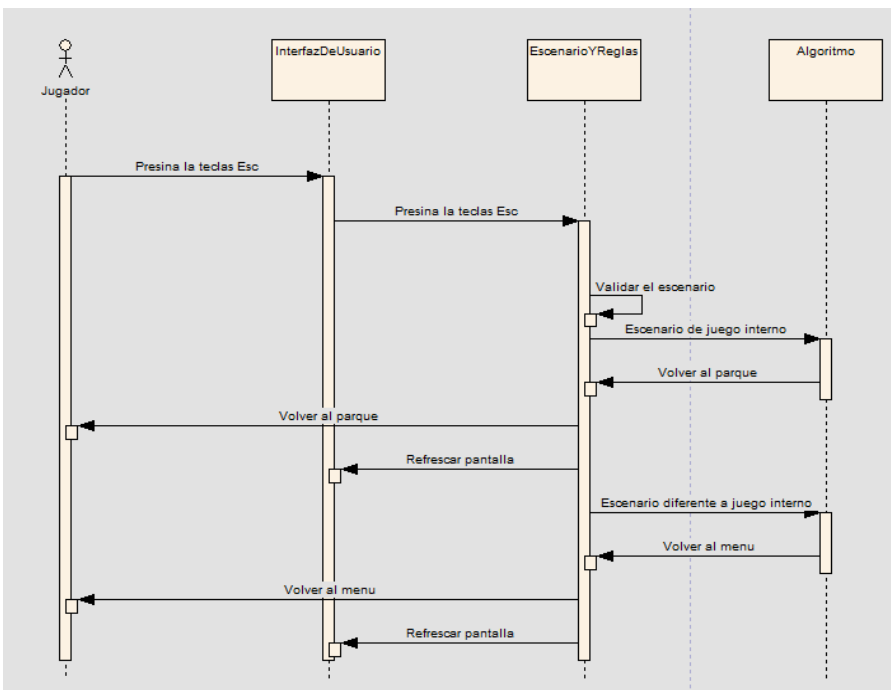 InterfazDeUsuario
EscenarioYReglas
Algoritmo
Jugador
Presina la teclas Esc
Presina la teclas Esc
Validar el escenario
Escenario de juego interno
Volver al parque
Volver al parque
Refrescar pantalla
Escenario diferente a juego interno
Volver al menu
Volver al menu
Refrescar pantalla